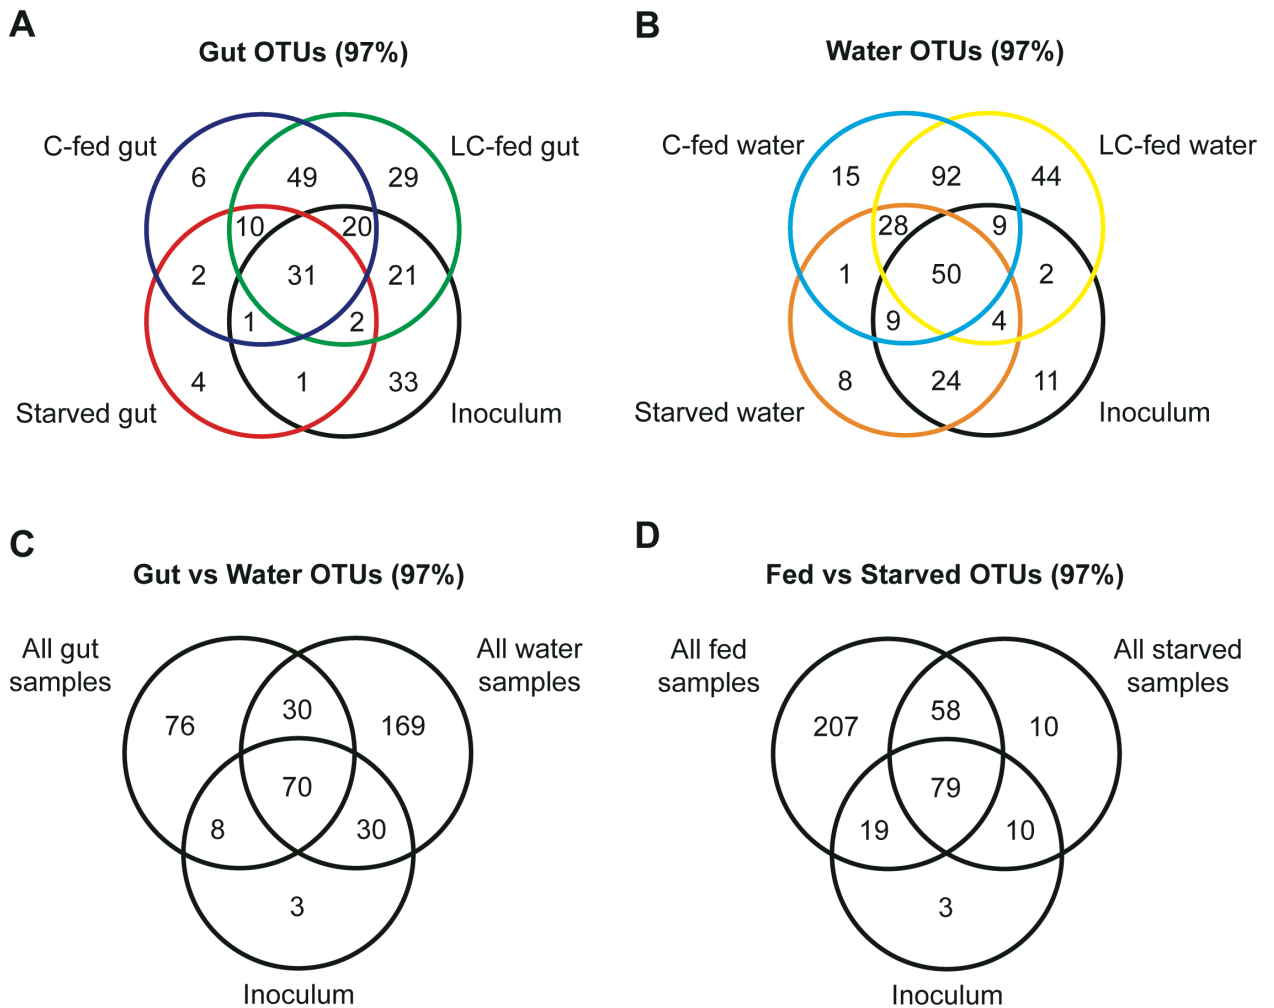 A
Gut OTUs (97%)
C-fed gut
LC-fed gut
6
49
29
10
20
2
31
21
1
2
4
1
33
Starved gut
Inoculum
B
Water OTUs (97%)
C-fed water
LC-fed water
15
92
44
28
9
1
50
2
9
4
8
24
11
Starved water
Inoculum
C
Gut vs Water OTUs (97%)
All gut
samples
All water
samples
76
30
169
70
8
30
3
Inoculum
D
Fed vs Starved OTUs (97%)
All fed
samples
All starved
samples
207
58
10
79
19
10
3
Inoculum